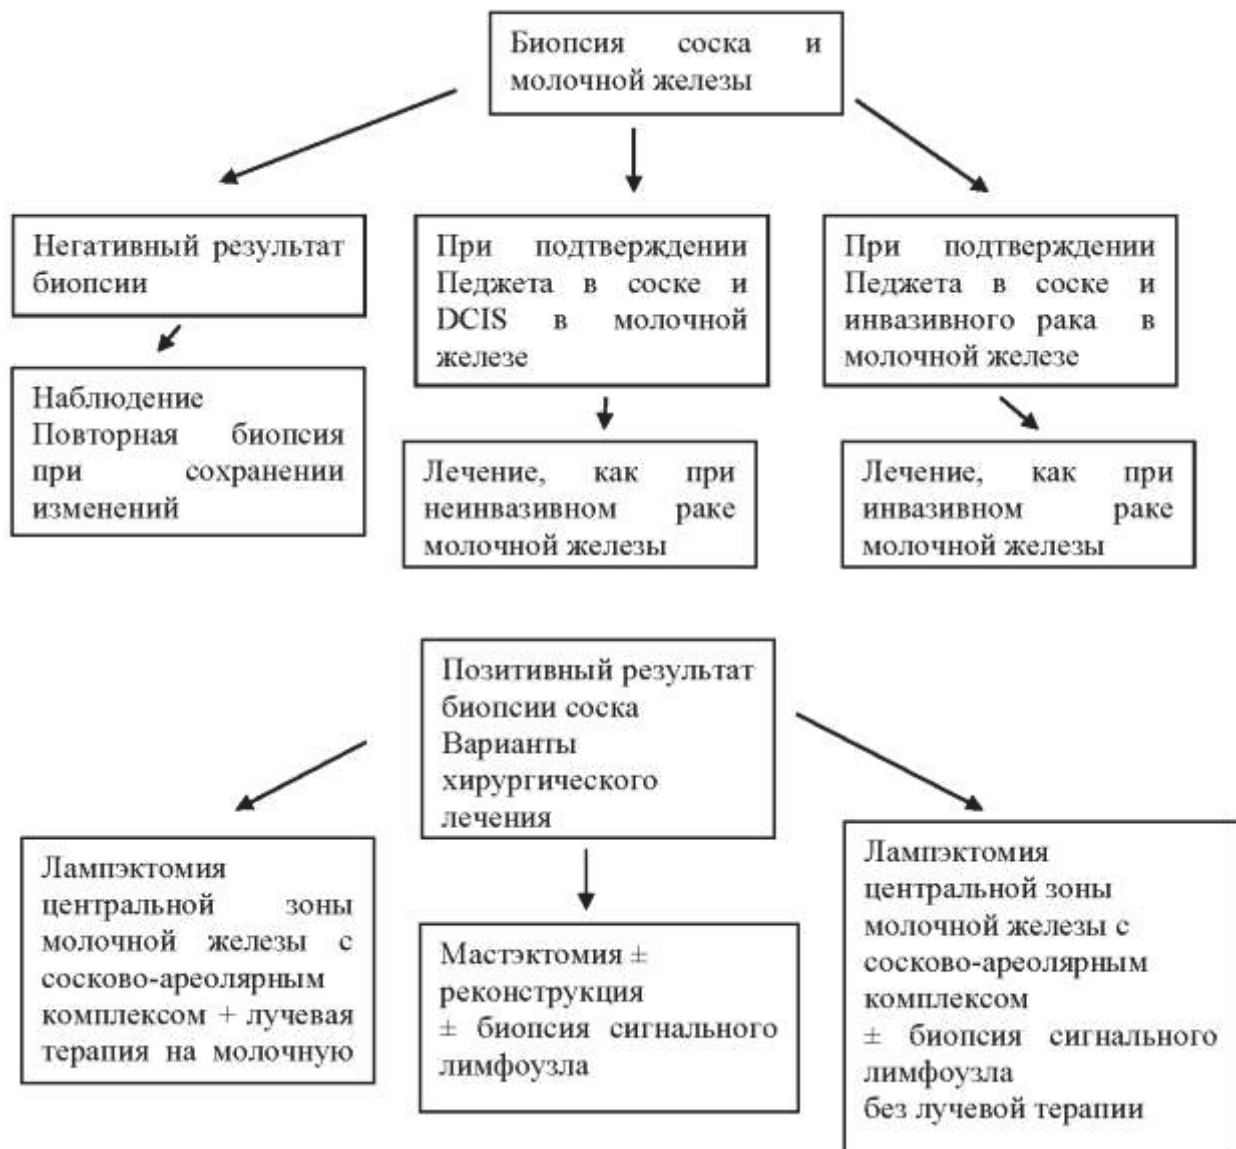 Биопсия соска и
молочной железы
Негативный результат
биопсии
При подтверждении
Педжета в соске и
DCIS в молочной
железе
При подтверждении
Педжета в соске и
инвазивного рака в
молочной железе
Наблюдение
Повторная биопсия
при сохранении
изменений
Лечение, как при
неинвазивном раке
молочной железы
Лечение, как при
инвазивном раке
молочной железы
Позитивный результат
биопсии соска
Варианты
хирургического
лечения
Лампэктомия
центральной зоны
молочной железы с
сосково-ареолярным
комплексом + лучевая
терапия на молочную
Мастэктомия ±
реконструкция
± биопсия сигнального
лимфоузла
Лампэктомия
центральной зоны
молочной железы с
сосково-ареолярным
комплексом
± биопсия сигнального
лимфоузла
без лучевой терапии